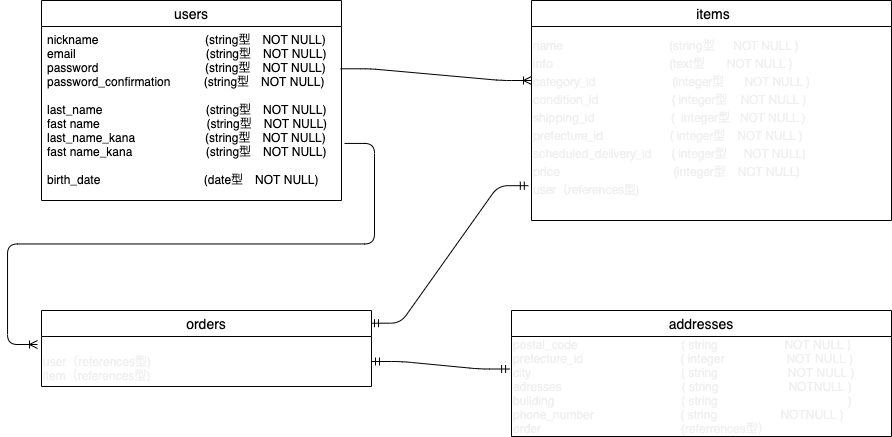 users
nickname (string型 NOT NULL)
email (string型 NOT NULL)
password (string型 NOT NULL)
password_confirmation (string型 NOT NULL)
last_name (string型 NOT NULL)
fast name (string型 NOT NULL)
last_name_kana (string型 NOT NULL)
fast name_kana (string型 NOT NULL)
birth_date (date型 NOT NULL)
items
name (string型 NOT NULL )
info (text型 NOT NULL )
category_id (integer型 NOT NULL )
condition_id ( integer型 NOT NULL )
shipping_id ( integer型 NOT NULL )
prefecture_id ( integer型 NOT NULL )
scheduled_delivery_id ( integer型 NOT NULL)
price (integer型 NOT NULL)
user（references型)
orders
user（references型)
item（references型)
addresses
postal_code ( string NOT NULL )
prefecture_id ( integer NOT NULL )
city ( string NOT NULL )
adresses ( string NOTNULL )
building ( string )
phone_number ( string NOTNULL )
order (referrences型）